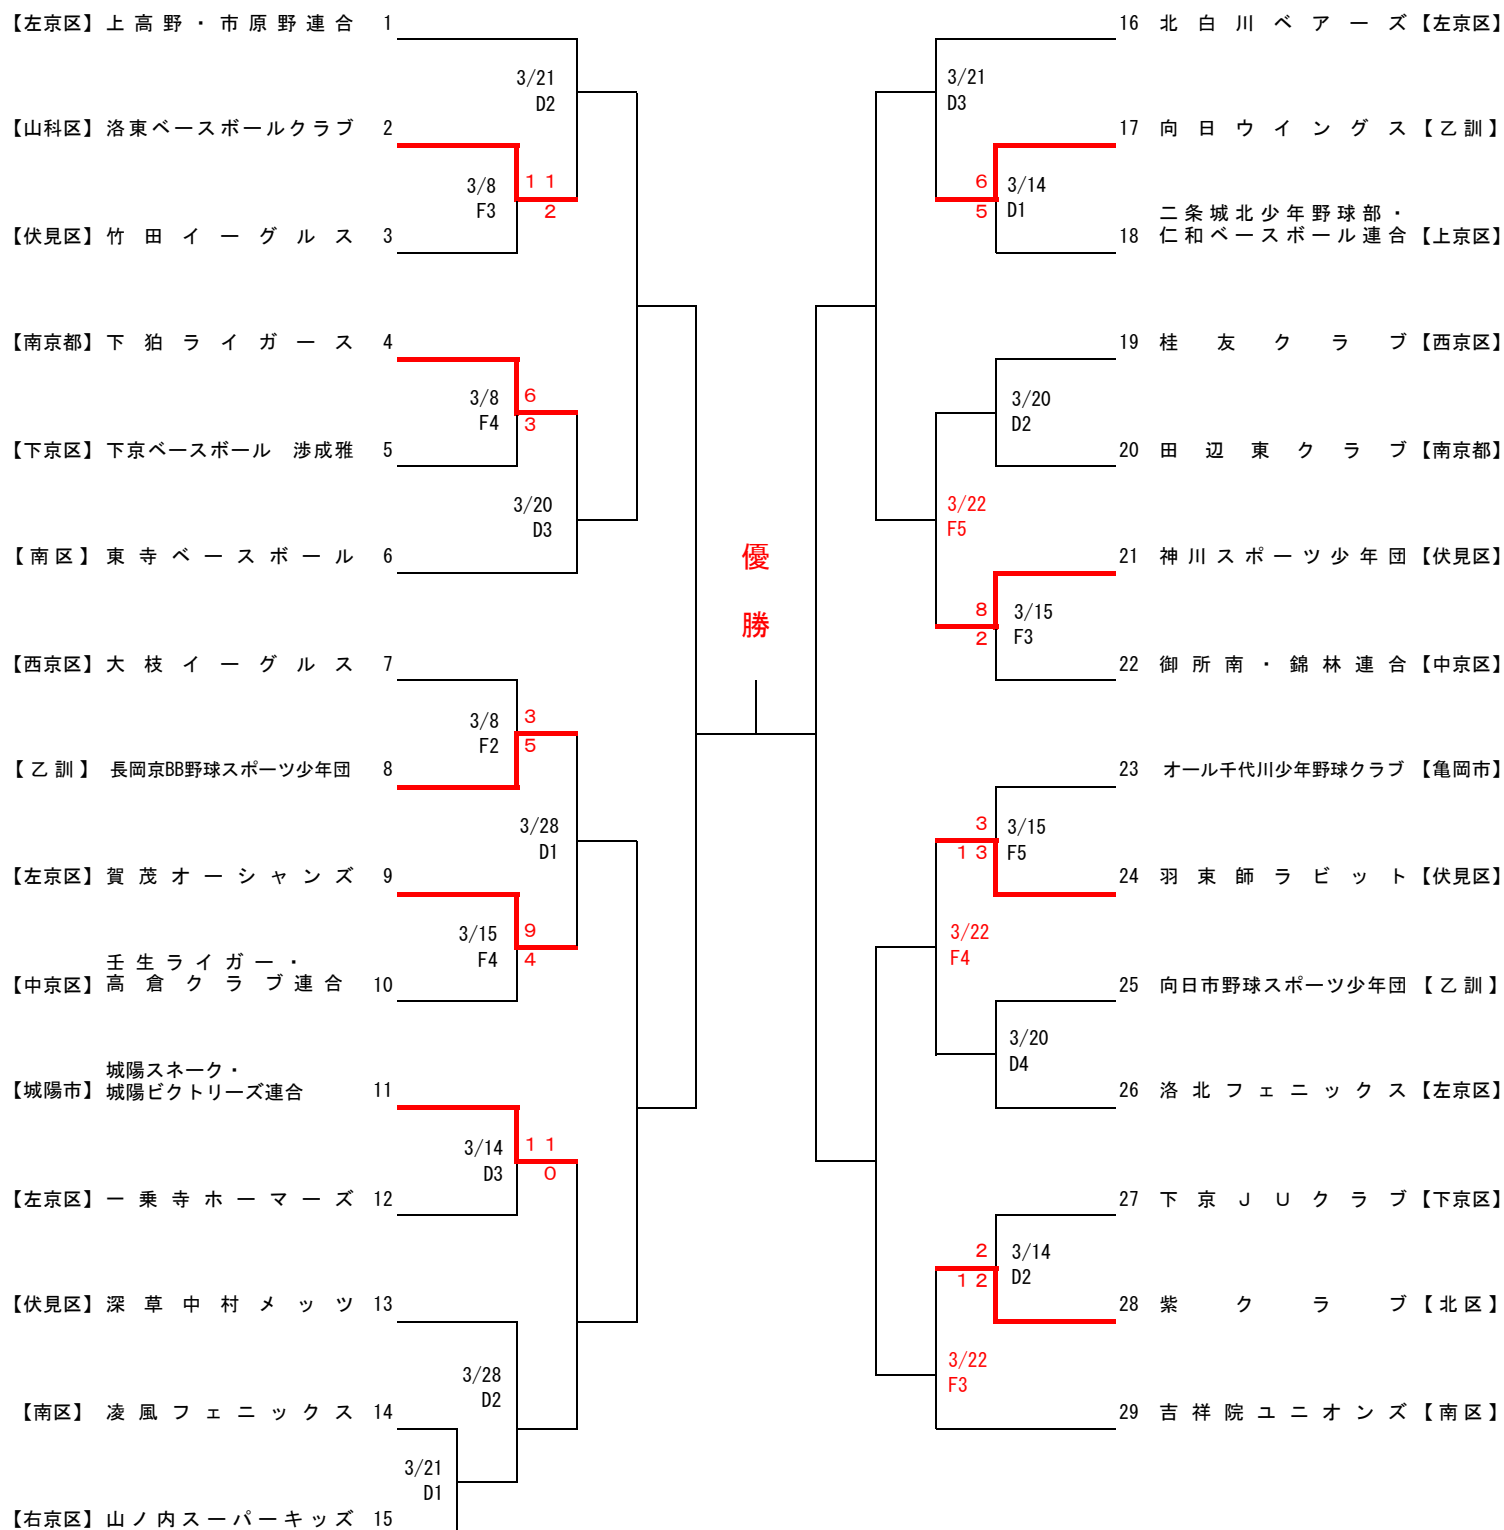 【左京区】 上高野・市原野連合 1
3/21
D2
【山科区】 洛東ベースボールクラブ 2
3/8
F3
11
2
【伏見区】 竹田イーグルス 3
【南京都】 下狛ライガース 4
3/8
F4
6
3
【下京区】 下京ベースボール 渉成雅 5
3/20
D3
【南区】 東寺ベースボール 6
【西京区】 大枝イーグルス 7
3/8
F2
3
5
【乙訓】 長岡京BB野球スポーツ少年団 8
3/28
D1
【左京区】 賀茂オーシャンズ 9
3/15
F4
9
4
【中京区】 壬生ライガー・
高倉クラブ連合 10
【城陽市】 城陽スネーク・
城陽ビクトリーズ連合 11
3/14
D3
11
0
【左京区】 一乗寺ホーマーズ 12
【伏見区】 深草中村メッツ 13
3/28
D2
【南区】 凌風フェニックス 14
3/21
D1
【右京区】 山ノ内スーパーキッズ 15
優
勝
16 北白川ベアーズ 【左京区】
3/21
D3
17 向日ウイングス 【乙訓】
6
5
3/14
D1
二条城北少年野球部・
18 仁和ベースボール連合 【上京区】
19 桂友クラブ 【西京区】
3/20
D2
20 田辺東クラブ 【南京都】
3/22
F5
21 神川スポーツ少年団 【伏見区】
8
2
3/15
F3
22 御所南・錦林連合 【中京区】
23 オール千代川少年野球クラブ 【亀岡市】
3
13
3/15
F5
24 羽束師ラビット 【伏見区】
3/22
F4
25 向日市野球スポーツ少年団 【乙訓】
3/20
D4
26 洛北フェニックス 【左京区】
27 下京JUクラブ 【下京区】
2
12
3/14
D2
28 紫クラブ 【北区】
3/22
F3
29 吉祥院ユニオンズ 【南区】